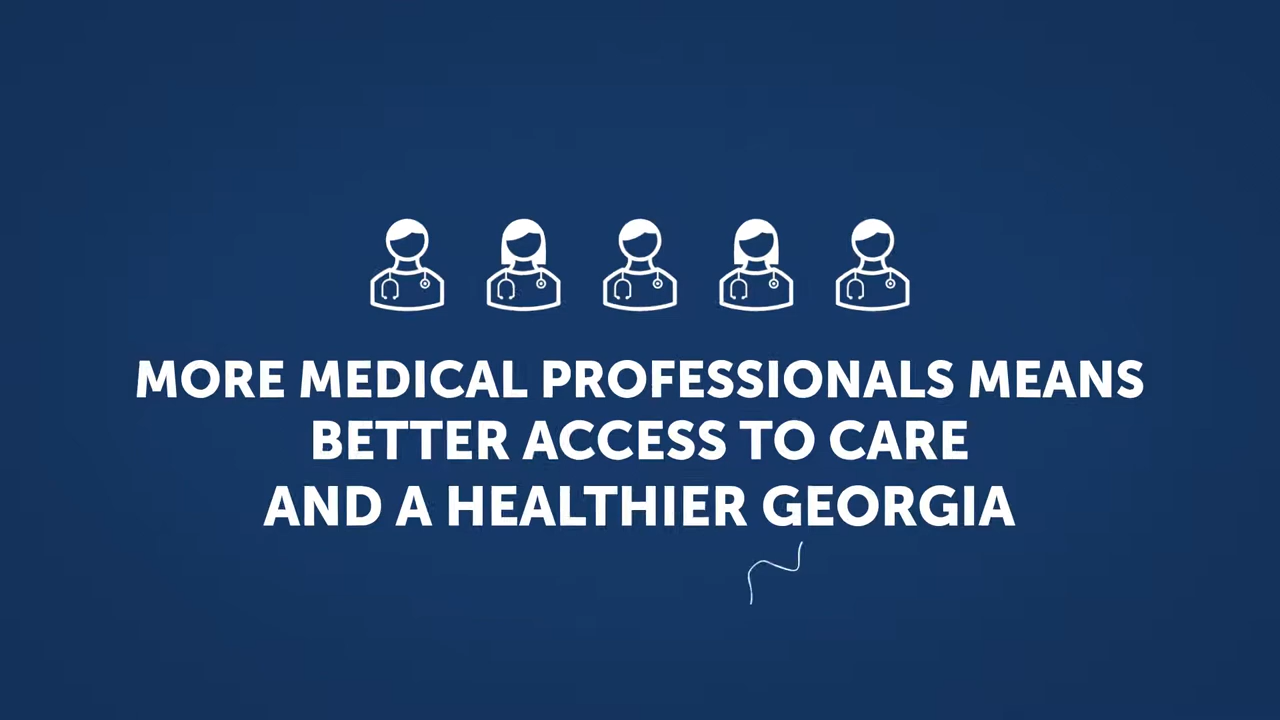 MORE MEDICAL PROFESSIONALS MEANS
BETTER ACCESS TO CARE
AND A HEALTHIER GEORGIA